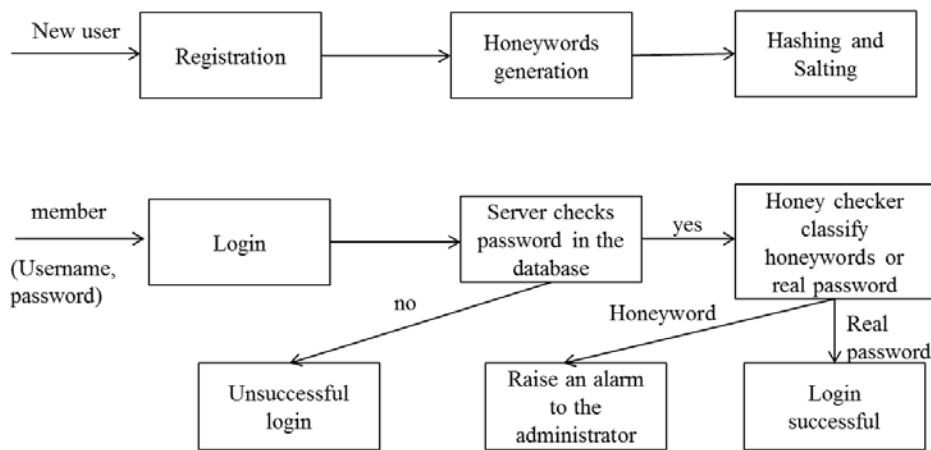 New user
Registration
Honeywords
generation
Hashing and
Salting
member
(Username,
password)
Login
Server checks
password in the
database
yes
Honey checker
classify
honeywords or
real password
no
Honeyword
Real
password
Unsuccessful
login
Raise an alarm
to the
administrator
Login
successful